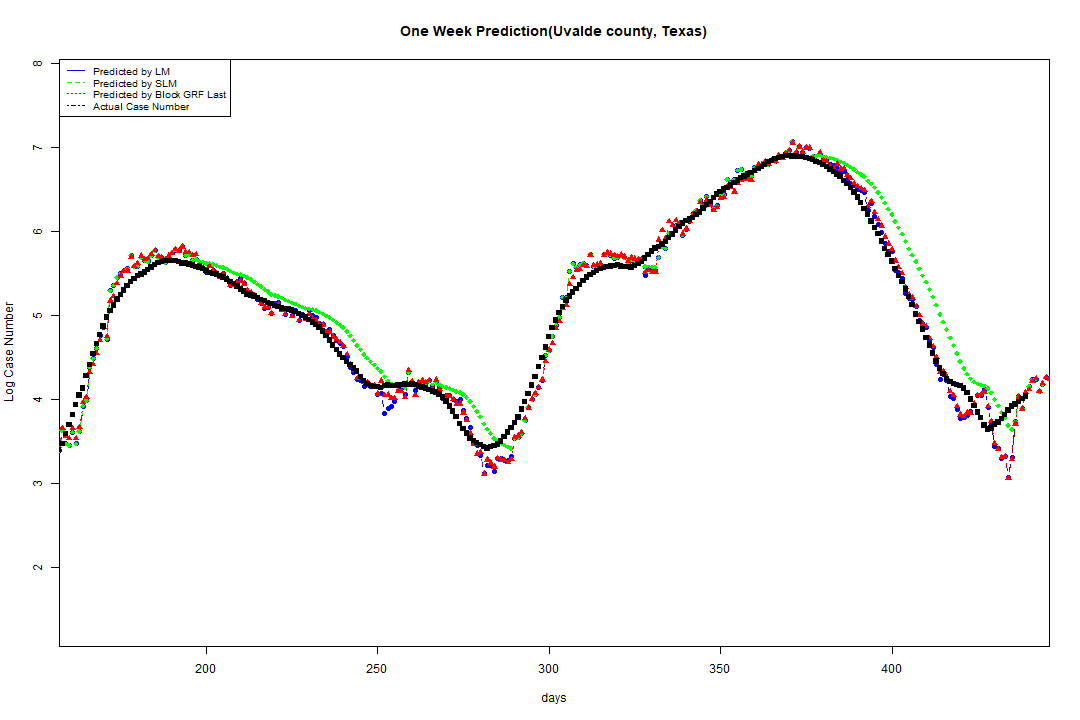 One Week Prediction(Uvalde county, Texas)
Predicted by LM
Predicted by SLM
Predicted by Block GRF Last
Actual Case Number
Log Case Number
8
7
6
5
4
3
2
200 250 300 350 400
days